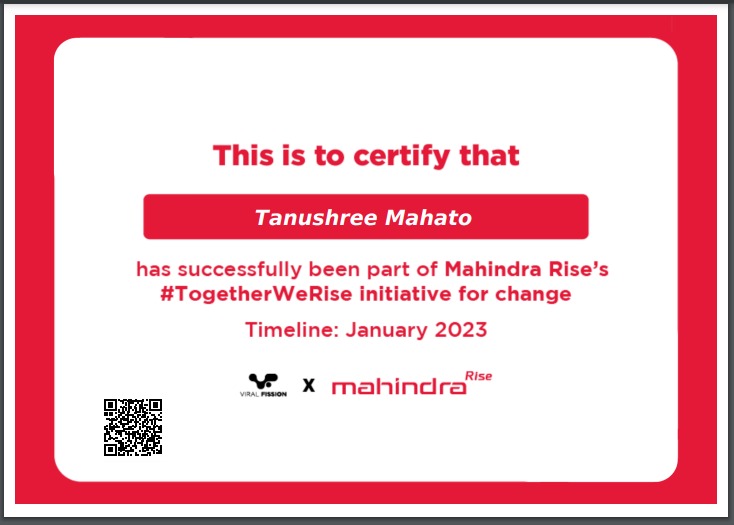 This is to certify that
Tanushree Mahato
has successfully been part of Mahindra Rise’s
#TogetherWeRise initiative for change
Timeline: January 2023
VIRAL FISSION X mahindra Rise